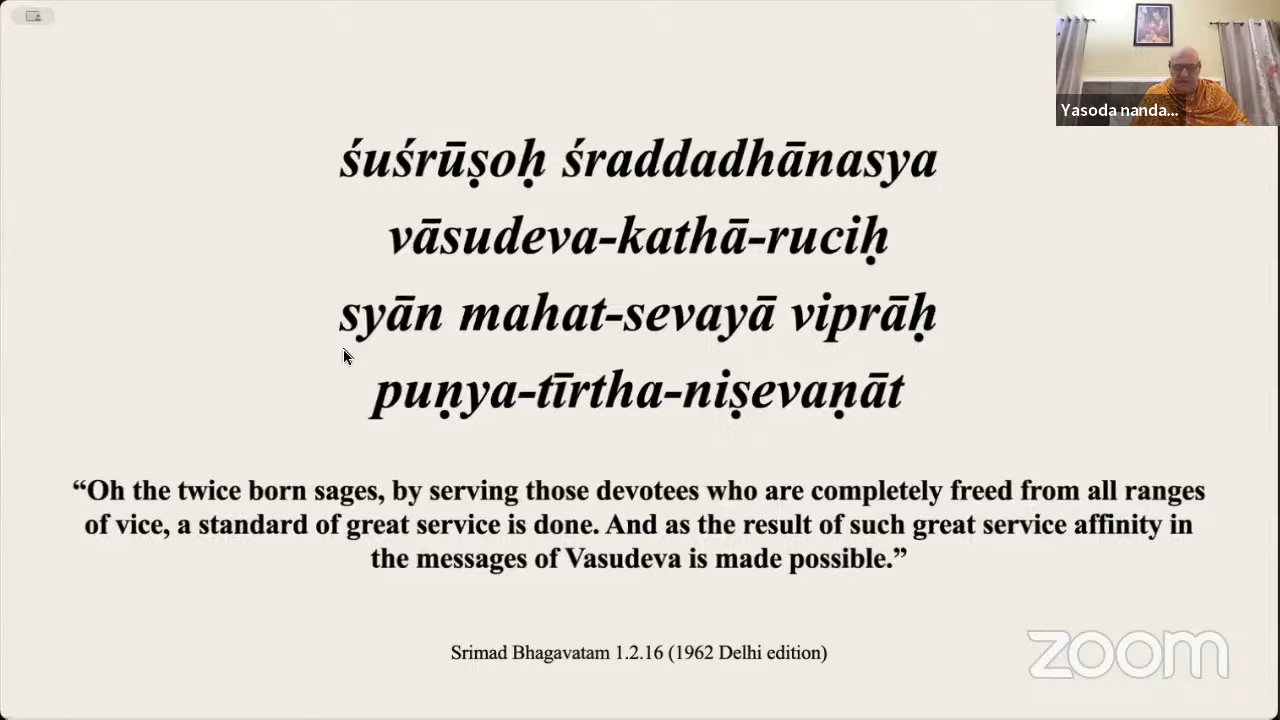 Yasoda nanda...
śuśrūṣoḥ śraddadhānasya
vāsudeva-kathā-ruciḥ
syān mahat-sevayā viprāḥ
puṇya-tīrtha-niṣevaṇāt
“Oh the twice born sages, by serving those devotees who are completely freed from all ranges
of vice, a standard of great service is done. And as the result of such great service affinity in
the messages of Vasudeva is made possible.”
Srimad Bhagavatam 1.2.16 (1962 Delhi edition)
zoom